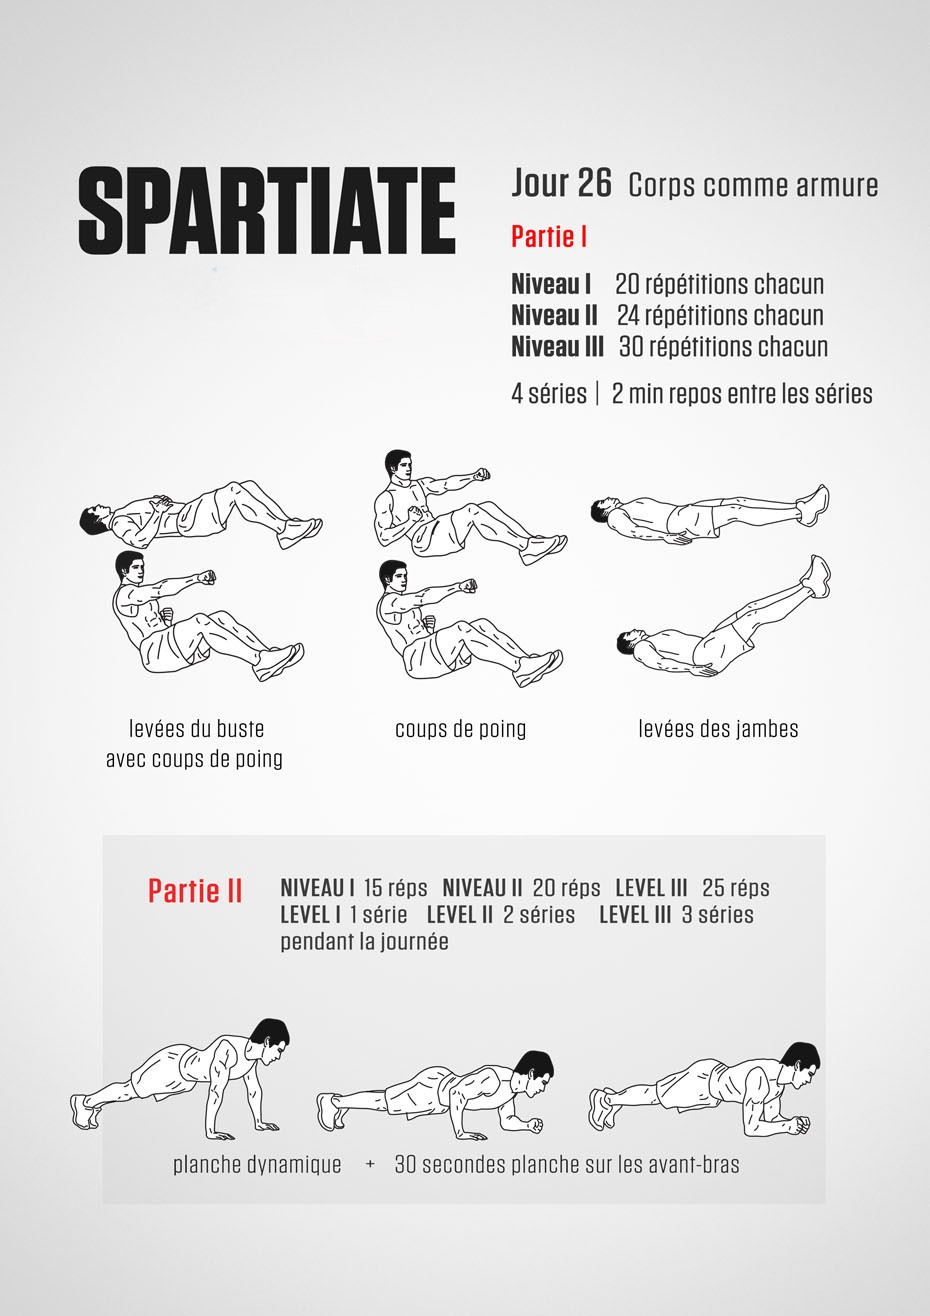 SPARTIATE
Jour 26 Corps comme armure
Partie I
Niveau I 20 répétitions chacun
Niveau II 24 répétitions chacun
Niveau III 30 répétitions chacun
4 séries | 2 min repos entre les séries
levées du buste
avec coups de poing
coups de poing
levées des jambes
Partie II
NIVEAU I 15 réps NIVEAU II 20 réps LEVEL III 25 réps
LEVEL I 1 série LEVEL II 2 séries LEVEL III 3 séries
pendant la journée
planche dynamique + 30 secondes planche sur les avant-bras